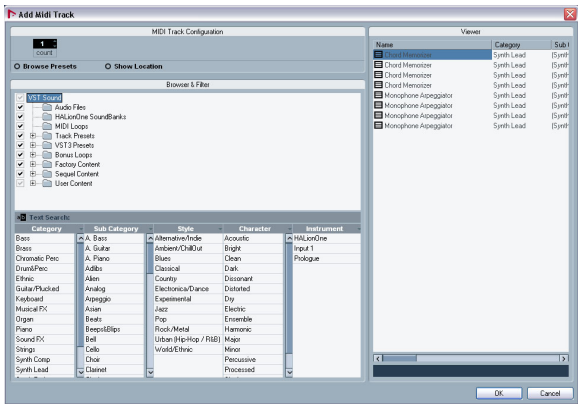 Add Midi Track
MIDI Track Configuration
1
count
Browse Presets
Show Location
Browser & Filter
VST Sound
Audio Files
HALionOne SoundBanks
MIDI Loops
Track Presets
VST3 Presets
Bonus Loops
Factory Content
Sequel Content
User Content
Text Search:
Category Sub Category Style Character Instrument
Bass A. Bass Alternative/Indie Acoustic HALionOne
Brass A. Guitar Ambient/ChillOut Bright Input 1
Chromatic Perc A. Piano Blues Clean Prologue
Drum&Perc Adlibs Classical Dark
Ethnic Alien Country Dissonant
Guitar/Plucked Analog Electronica/Dance Distorted
Keyboard Arpeggio Experimental Dry
Musical FX Asian Jazz Electric
Organ Beats Pop Ensemble
Piano Beeps&Blips Rock/Metal Harmonic
Sound FX Bell Urban (Hip-Hop / R&B) Major
Strings Cello World/Ethnic Minor
Synth Comp Choir Percussive
Synth Lead Clarinet Processed
Viewer
Name Category Sub
Chord Memorizer Synth Lead (Synth
Chord Memorizer Synth Lead (Synth
Chord Memorizer Synth Lead (Synth
Chord Memorizer Synth Lead (Synth
Monophone Arpeggiator Synth Lead (Synth
Monophone Arpeggiator Synth Lead (Synth
Monophone Arpeggiator Synth Lead (Synth
Monophone Arpeggiator Synth Lead (Synth
OK Cancel